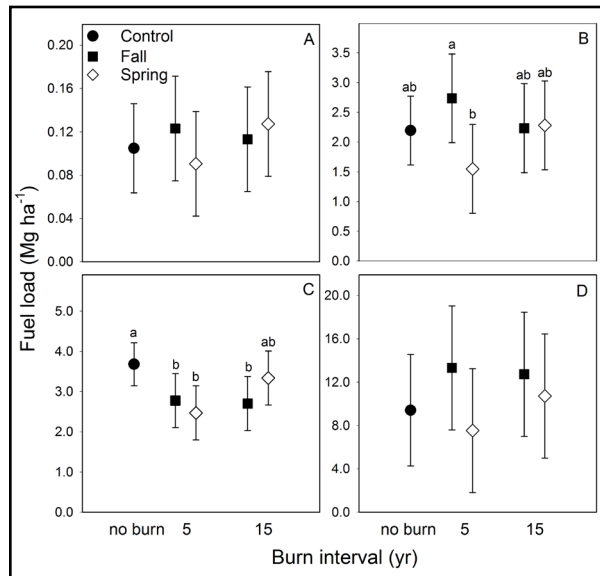 Control
Fall
Spring
A
0.20
0.16
0.12
0.08
0.04
0.00
B
3.5
3.0
2.5
2.0
1.5
1.0
0.5
0.0
ab
a
b
ab
ab
Fuel load (Mg ha⁻¹)
C
5.0
4.0
3.0
2.0
1.0
0.0
a
b
b
b
ab
D
20.0
16.0
12.0
8.0
4.0
0.0
no burn 5 15
no burn 5 15
Burn interval (yr)